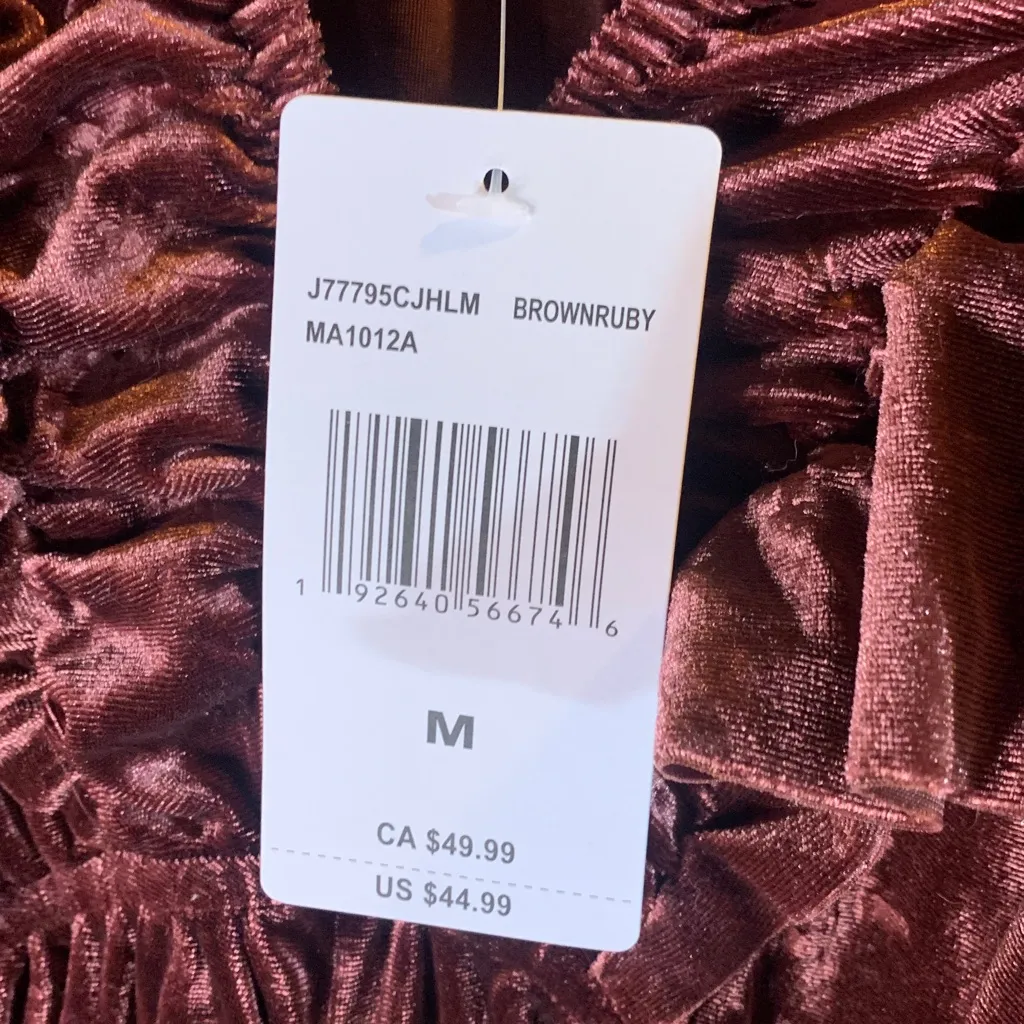 J77795CJHLM BROWNRUBY
MA1012A
1 92640 56674 6
M
CA $49.99
US $44.99